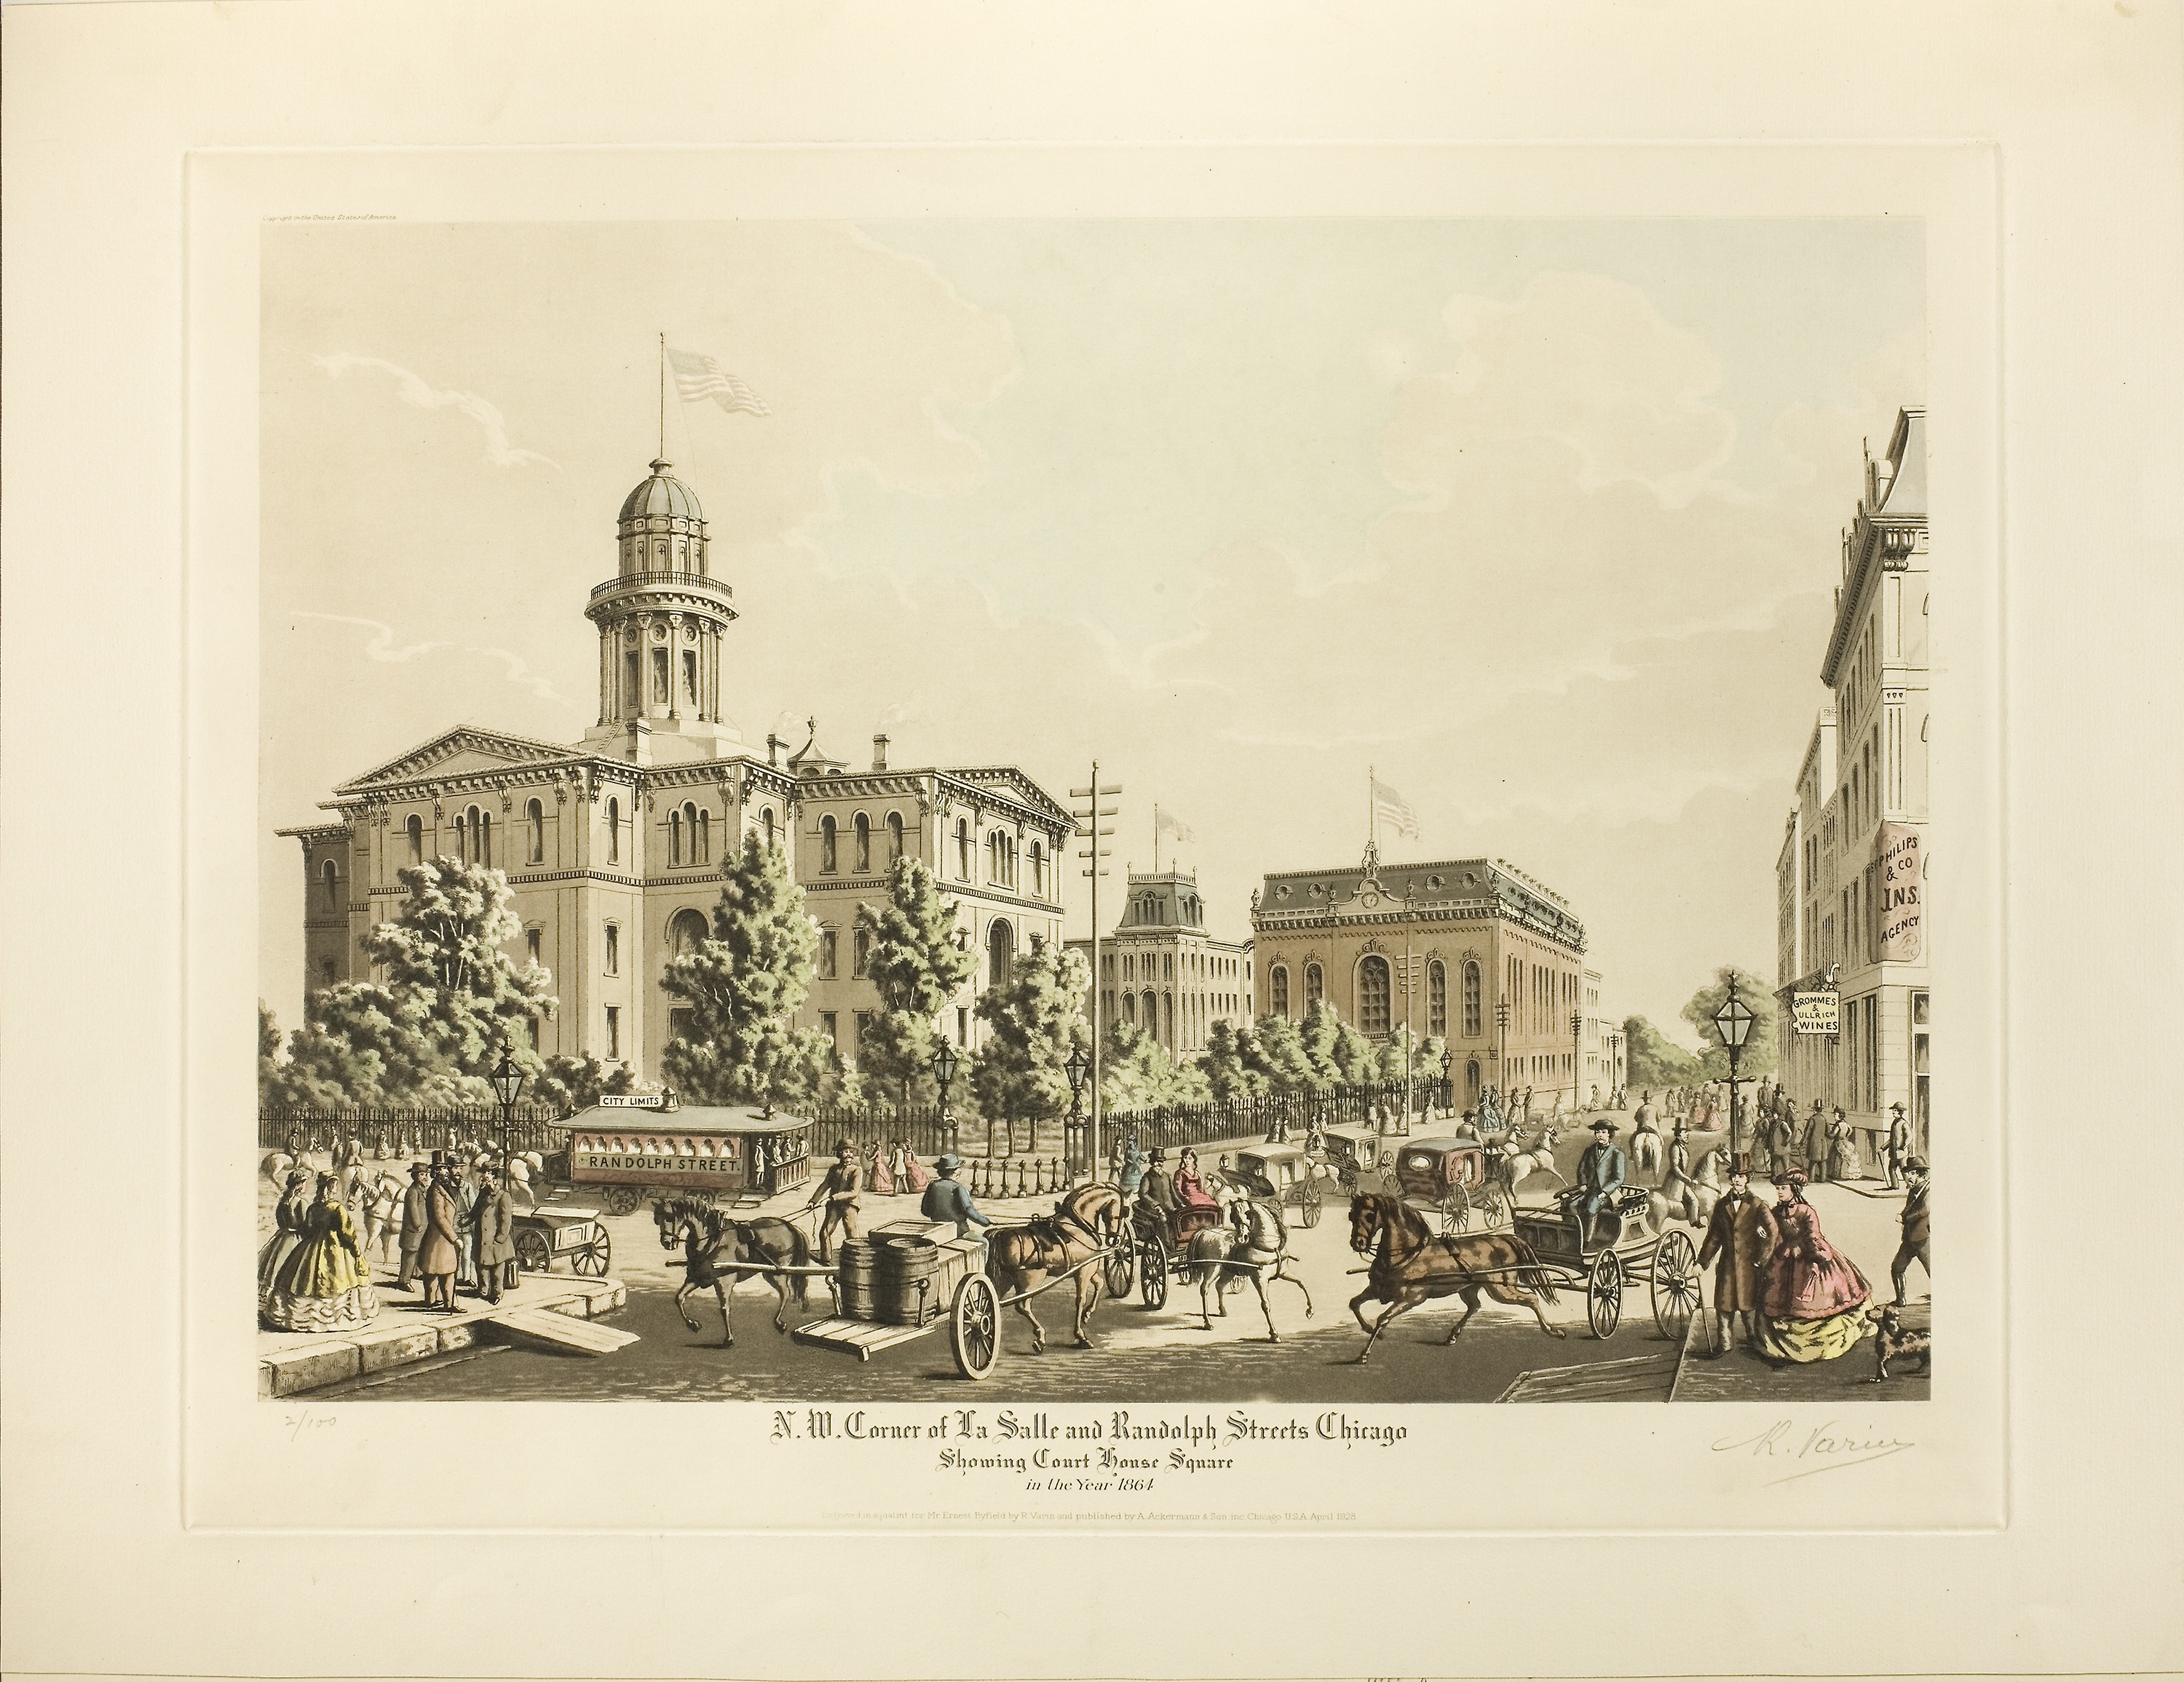 Copyright in the United States of America
PHILIPS
& CO
INS.
AGENCY
GROMMES
&
ULLRICH
WINES
CITY LIMITS
RANDOLPH STREET.
2/100
N. W. Corner of La Salle and Randolph Streets Chicago
R. Varin
Showing Court House Square
in the Year 1864
Engraved in aquatint for Mr Ernest Byfield by R. Varin and published by A. Ackermann & Son inc Chicago U.S.A. April 1928